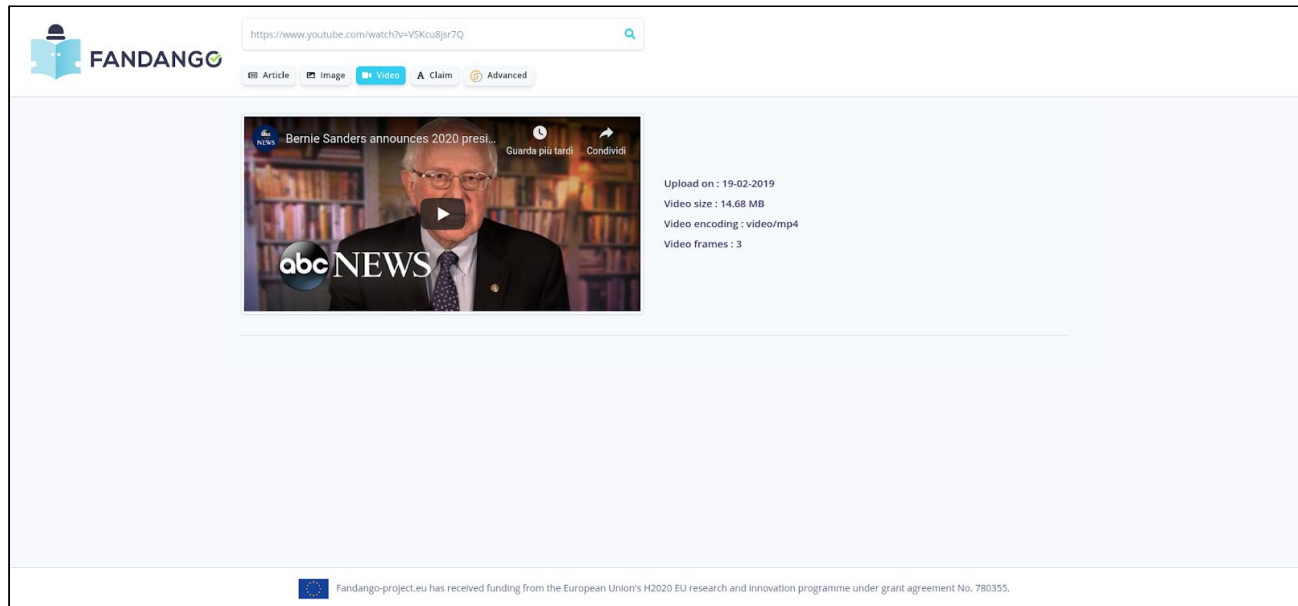 FANDANGO
https://www.youtube.com/watch?v=VSKcu8jsr7Q
Article Image Video A Claim Advanced
abc NEWS
Bernie Sanders announces 2020 presi...
Guarda più tardi Condividi
abc NEWS
Upload on : 19-02-2019
Video size : 14.68 MB
Video encoding : video/mp4
Video frames : 3
Fandango-project.eu has received funding from the European Union's H2020 EU research and innovation programme under grant agreement No. 780355.